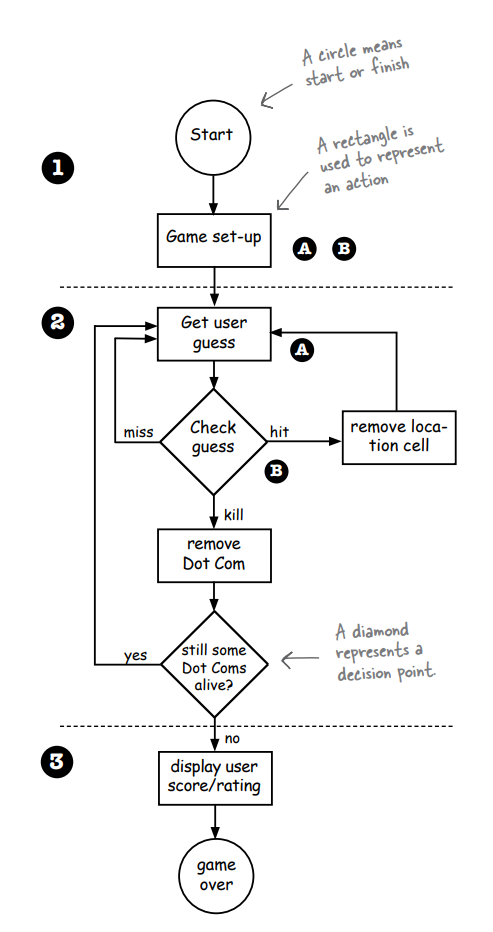 A circle means
start or finish
Start
A rectangle is
used to represent
an action
1
Game set-up
A B
2
Get user
guess
A
Check
guess
miss
hit
remove loca-
tion cell
B
kill
remove
Dot Com
A diamond
represents a
decision point.
yes
still some
Dot Coms
alive?
no
3
display user
score/rating
game
over